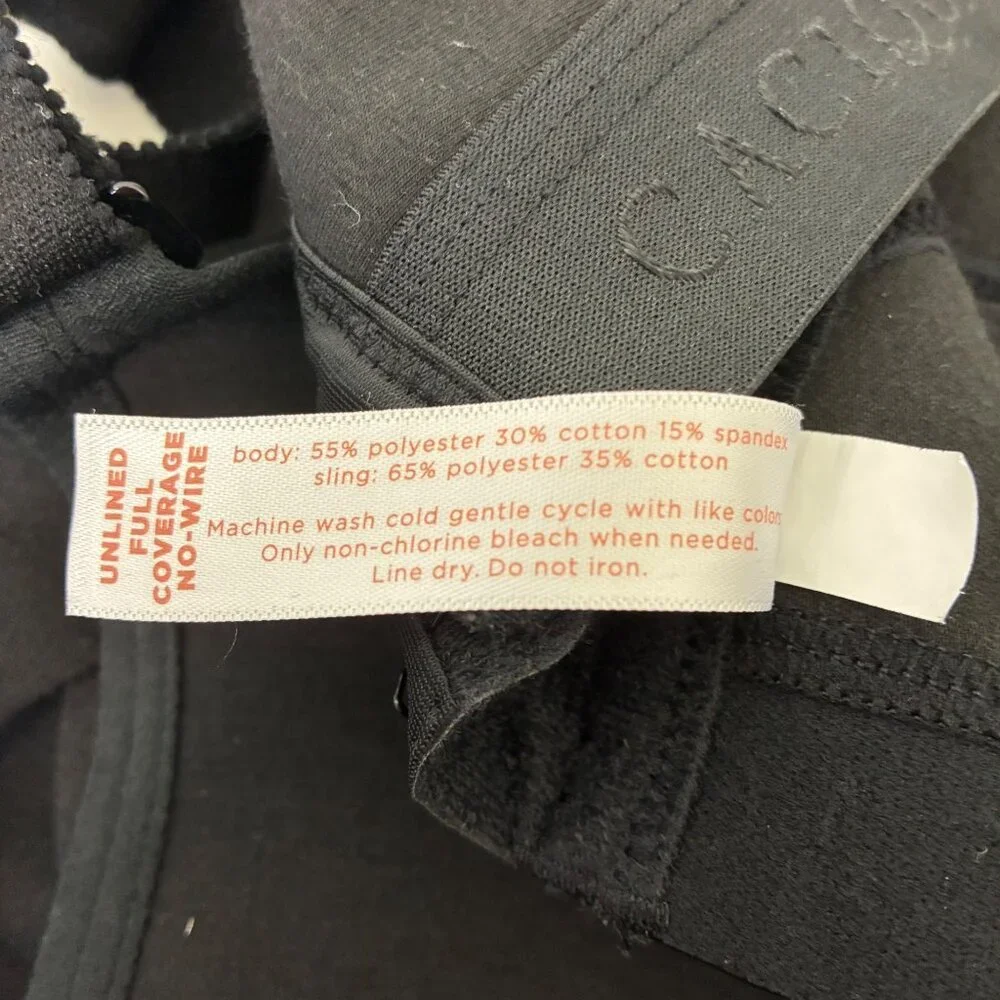 CACIQUE
UNLINED
FULL
COVERAGE
NO-WIRE
body: 55% polyester 30% cotton 15% spandex
sling: 65% polyester 35% cotton
Machine wash cold gentle cycle with like colors
Only non-chlorine bleach when needed.
Line dry. Do not iron.